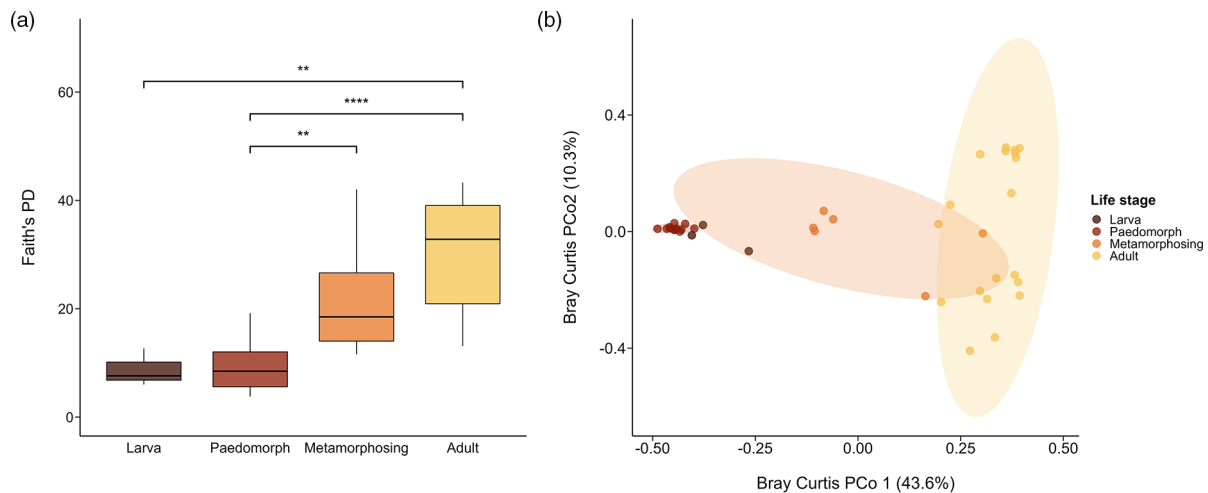 (a)
Faith's PD
60
40
20
0
**
****
**
Larva
Paedomorph
Metamorphosing
Adult
(b)
Bray Curtis PCo2 (10.3%)
0.4
0.0
-0.4
-0.50
-0.25
0.00
0.25
0.50
Bray Curtis PCo 1 (43.6%)
Life stage
Larva
Paedomorph
Metamorphosing
Adult